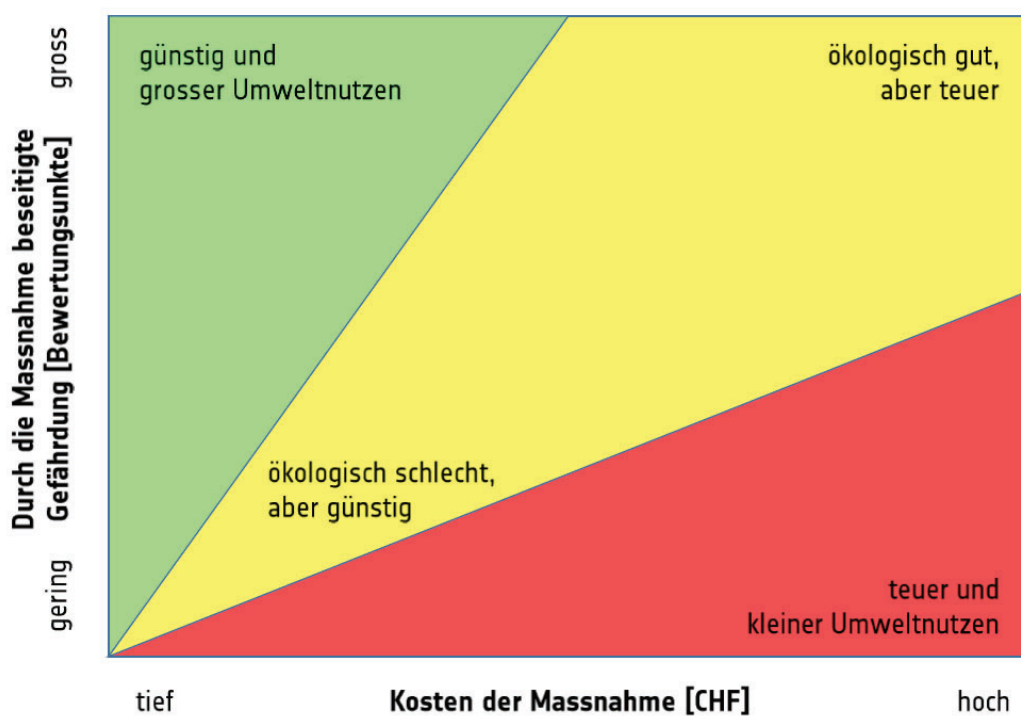 gross
günstig und
grosser Umweltnutzen
ökologisch gut,
aber teuer
Durch die Massnahme beseitigte
Gefährdung [Bewertungsunkte]
ökologisch schlecht,
aber günstig
gering
teuer und
kleiner Umweltnutzen
tief
Kosten der Massnahme [CHF]
hoch